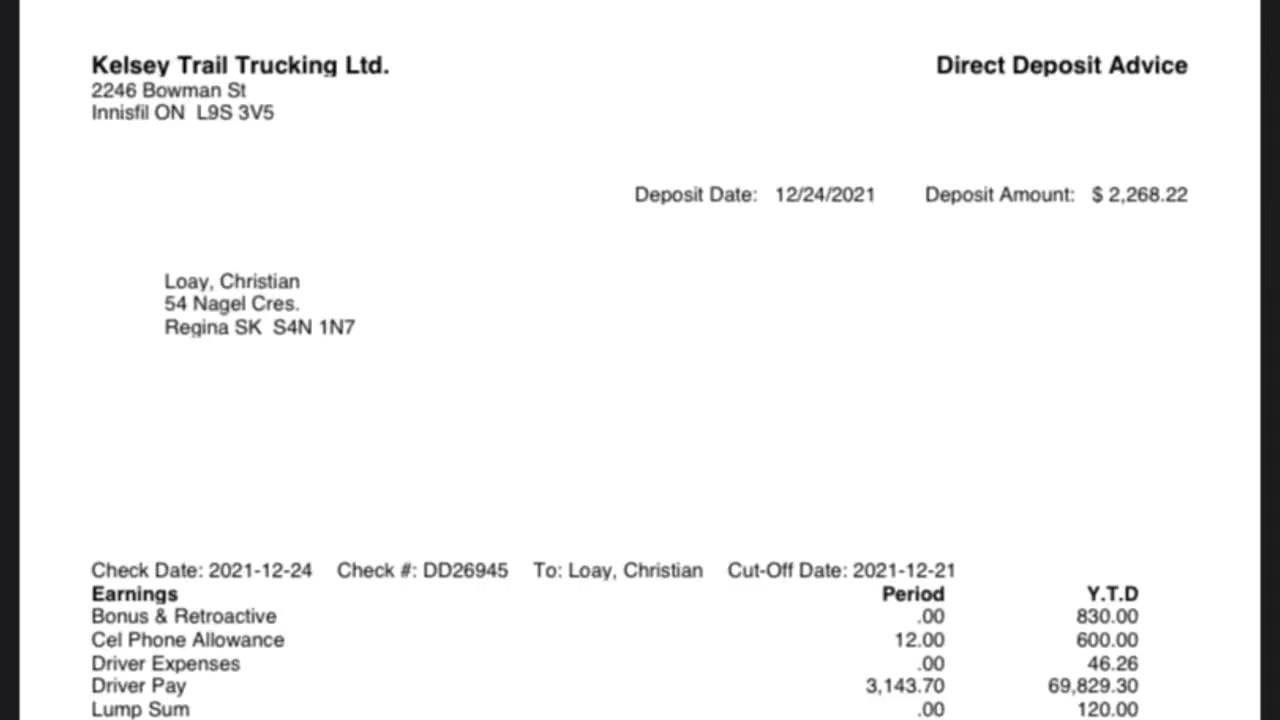 Kelsey Trail Trucking Ltd. Direct Deposit Advice
2246 Bowman St
Innisfil ON L9S 3V5
Deposit Date: 12/24/2021 Deposit Amount: $ 2,268.22
Loay, Christian
54 Nagel Cres.
Regina SK S4N 1N7
Check Date: 2021-12-24 Check #: DD26945 To: Loay, Christian Cut-Off Date: 2021-12-21
Earnings Period Y.T.D
Bonus & Retroactive .00 830.00
Cel Phone Allowance 12.00 600.00
Driver Expenses .00 46.26
Driver Pay 3,143.70 69,829.30
Lump Sum .00 120.00